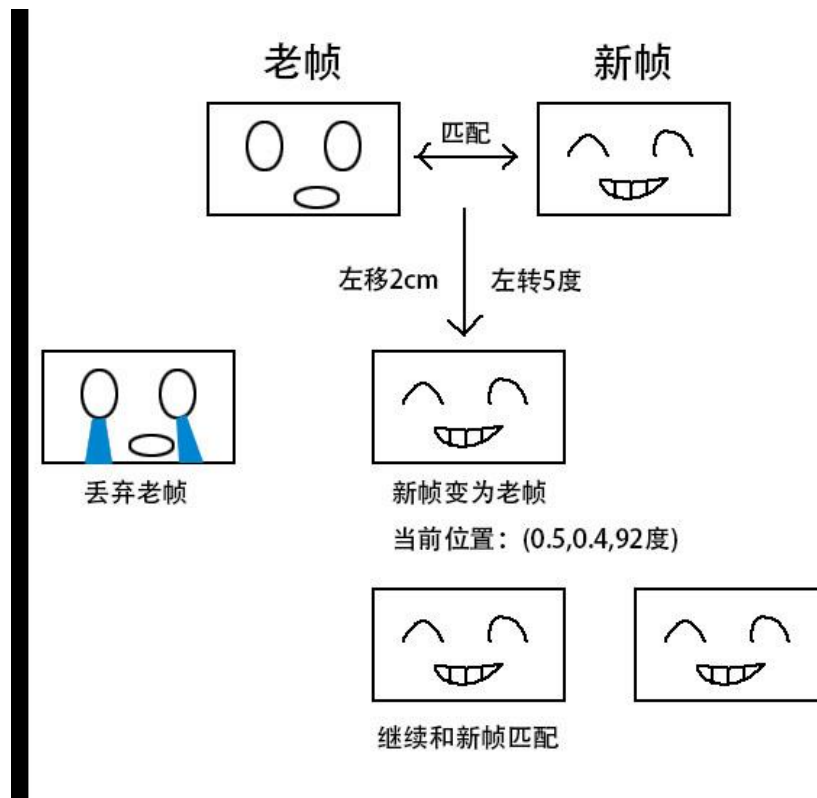 老帧
新帧
匹配
左移2cm
左转5度
丢弃老帧
新帧变为老帧
当前位置：(0.5,0.4,92度)
继续和新帧匹配